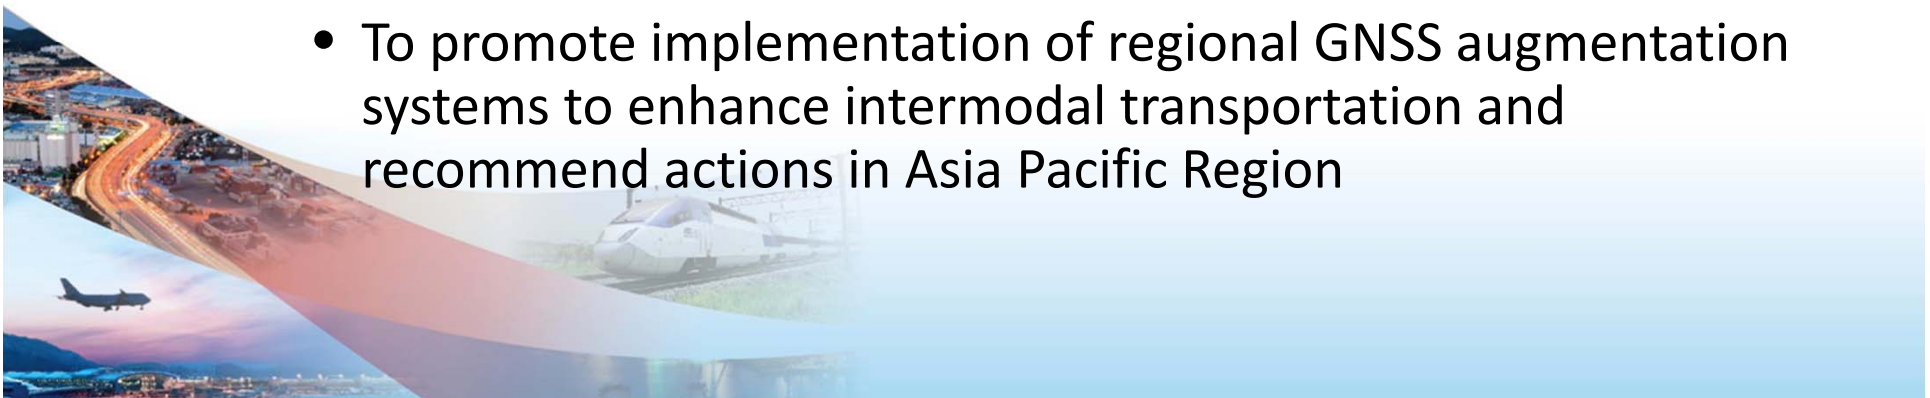 • To promote implementation of regional GNSS augmentation
systems to enhance intermodal transportation and
recommend actions in Asia Pacific Region